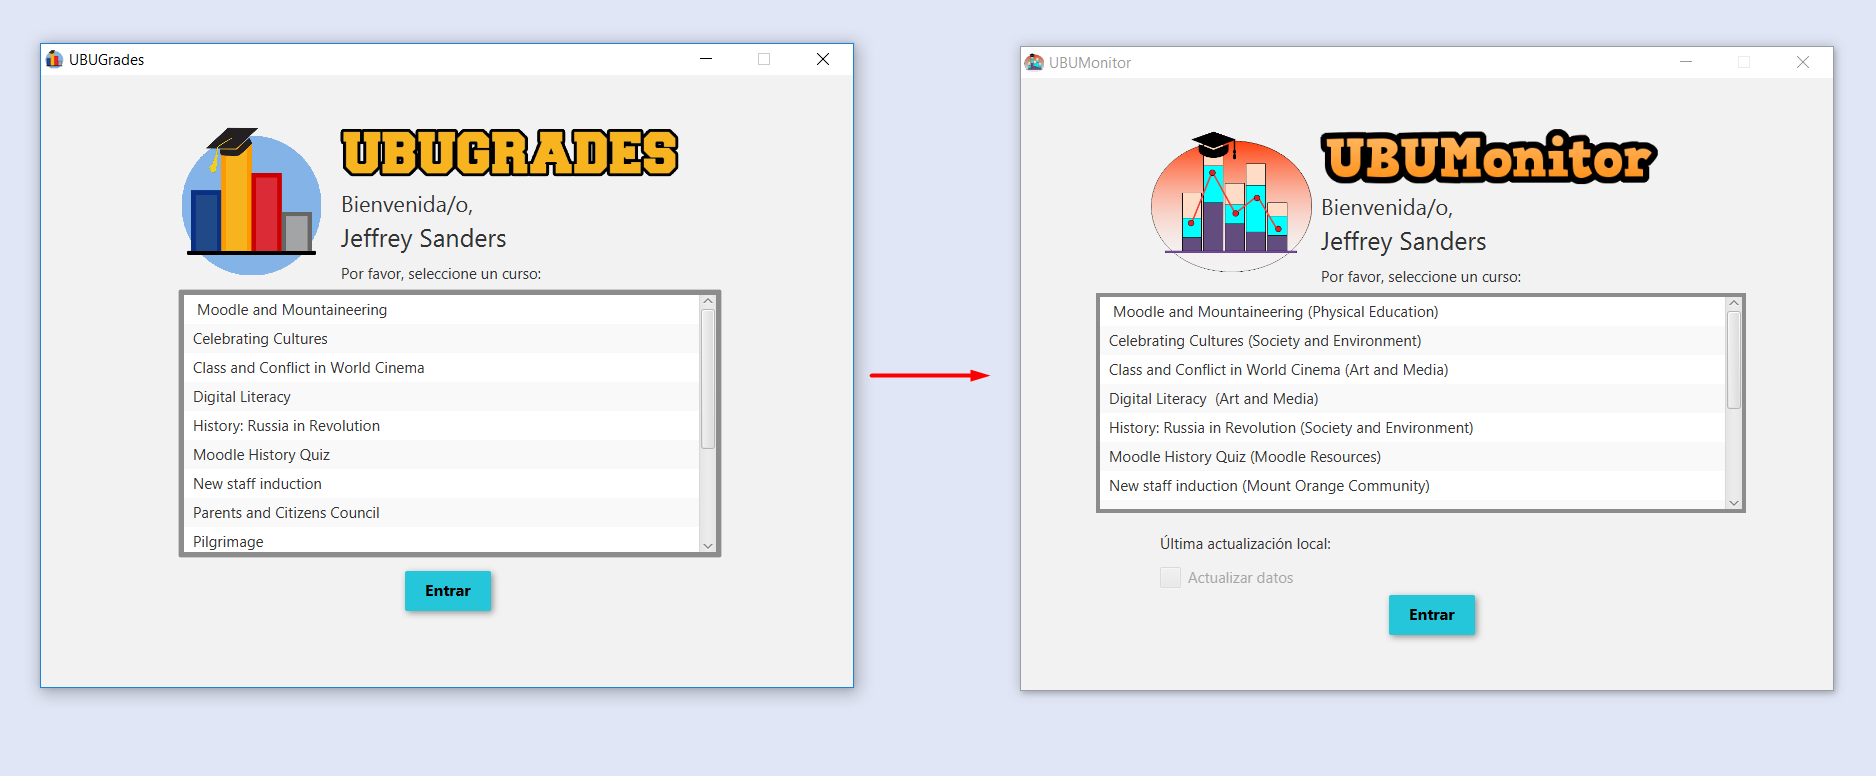 UBUGrades
UBUGRADES
Bienvenida/o,
Jeffrey Sanders
Por favor, seleccione un curso:
Moodle and Mountaineering
Celebrating Cultures
Class and Conflict in World Cinema
Digital Literacy
History: Russia in Revolution
Moodle History Quiz
New staff induction
Parents and Citizens Council
Pilgrimage
Entrar
UBUMonitor
UBUMonitor
Bienvenida/o,
Jeffrey Sanders
Por favor, seleccione un curso:
Moodle and Mountaineering (Physical Education)
Celebrating Cultures (Society and Environment)
Class and Conflict in World Cinema (Art and Media)
Digital Literacy  (Art and Media)
History: Russia in Revolution (Society and Environment)
Moodle History Quiz (Moodle Resources)
New staff induction (Mount Orange Community)
Última actualización local:
Actualizar datos
Entrar